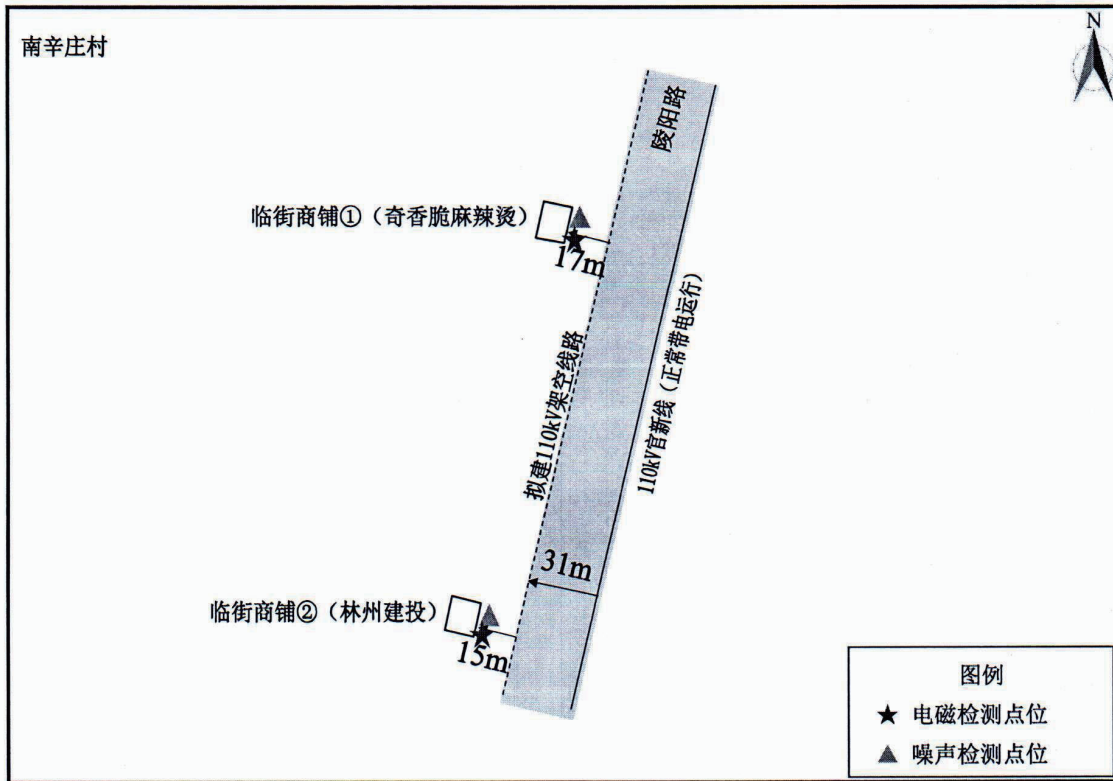 N
南辛庄村
陵阳路
临街商铺①（奇香脆麻辣烫）
17m
拟建110kV架空线路
110kV官新线（正常带电运行）
31m
临街商铺②（林州建投）
15m
图例
电磁检测点位
噪声检测点位